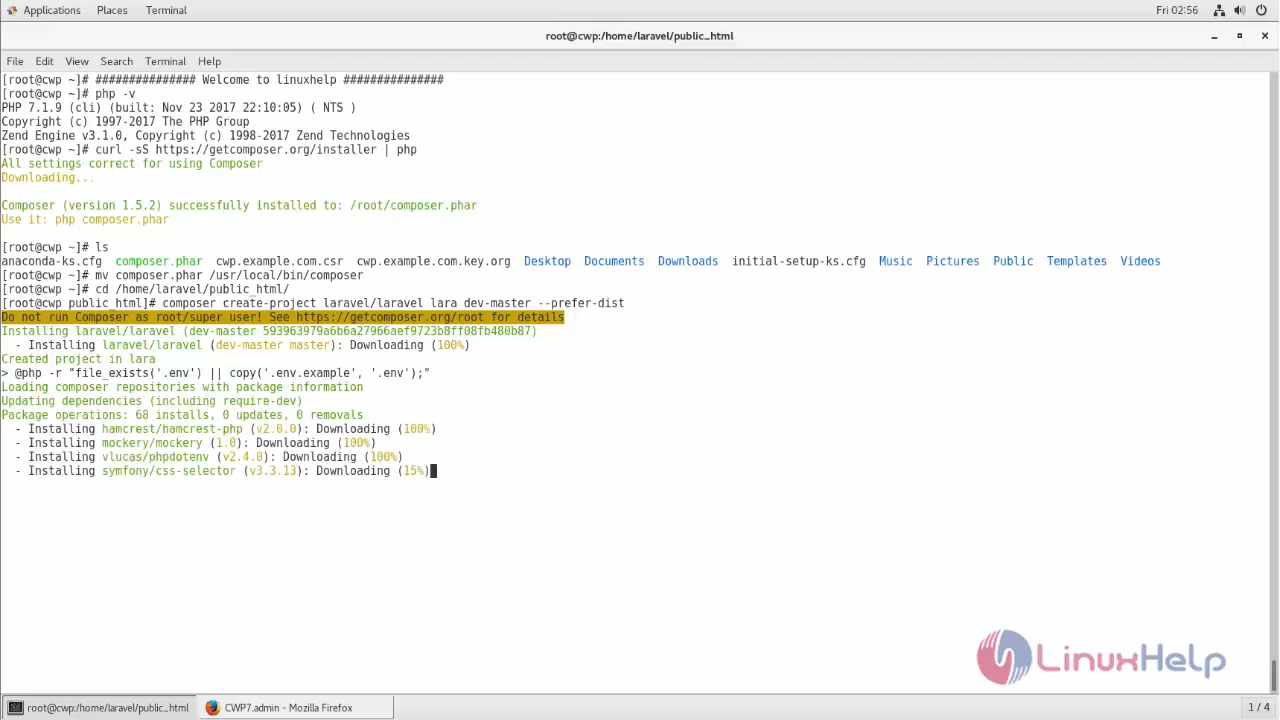 Applications Places Terminal Fri 02:56
root@cwp:/home/laravel/public_html
File Edit View Search Terminal Help
[root@cwp ~]# ############### Welcome to linuxhelp ###############
[root@cwp ~]# php -v
PHP 7.1.9 (cli) (built: Nov 23 2017 22:10:05) ( NTS )
Copyright (c) 1997-2017 The PHP Group
Zend Engine v3.1.0, Copyright (c) 1998-2017 Zend Technologies
[root@cwp ~]# curl -sS https://getcomposer.org/installer | php
All settings correct for using Composer
Downloading...
Composer (version 1.5.2) successfully installed to: /root/composer.phar
Use it: php composer.phar
[root@cwp ~]# ls
anaconda-ks.cfg composer.phar cwp.example.com.csr cwp.example.com.key.org Desktop Documents Downloads initial-setup-ks.cfg Music Pictures Public Templates Videos
[root@cwp ~]# mv composer.phar /usr/local/bin/composer
[root@cwp ~]# cd /home/laravel/public_html/
[root@cwp public_html]# composer create-project laravel/laravel lara dev-master --prefer-dist
Do not run Composer as root/super user! See https://getcomposer.org/root for details
Installing laravel/laravel (dev-master 593963979a6b6a27966aef9723b8ff08fb480b87)
- Installing laravel/laravel (dev-master master): Downloading (100%)
Created project in lara
> @php -r "file_exists('.env') || copy('.env.example', '.env');"
Loading composer repositories with package information
Updating dependencies (including require-dev)
Package operations: 68 installs, 0 updates, 0 removals
- Installing hamcrest/hamcrest-php (v2.0.0): Downloading (100%)
- Installing mockery/mockery (1.0): Downloading (100%)
- Installing vlucas/phpdotenv (v2.4.0): Downloading (100%)
- Installing symfony/css-selector (v3.3.13): Downloading (15%)
LinuxHelp
root@cwp:/home/laravel/public_html CWP7.admin - Mozilla Firefox 1 / 4